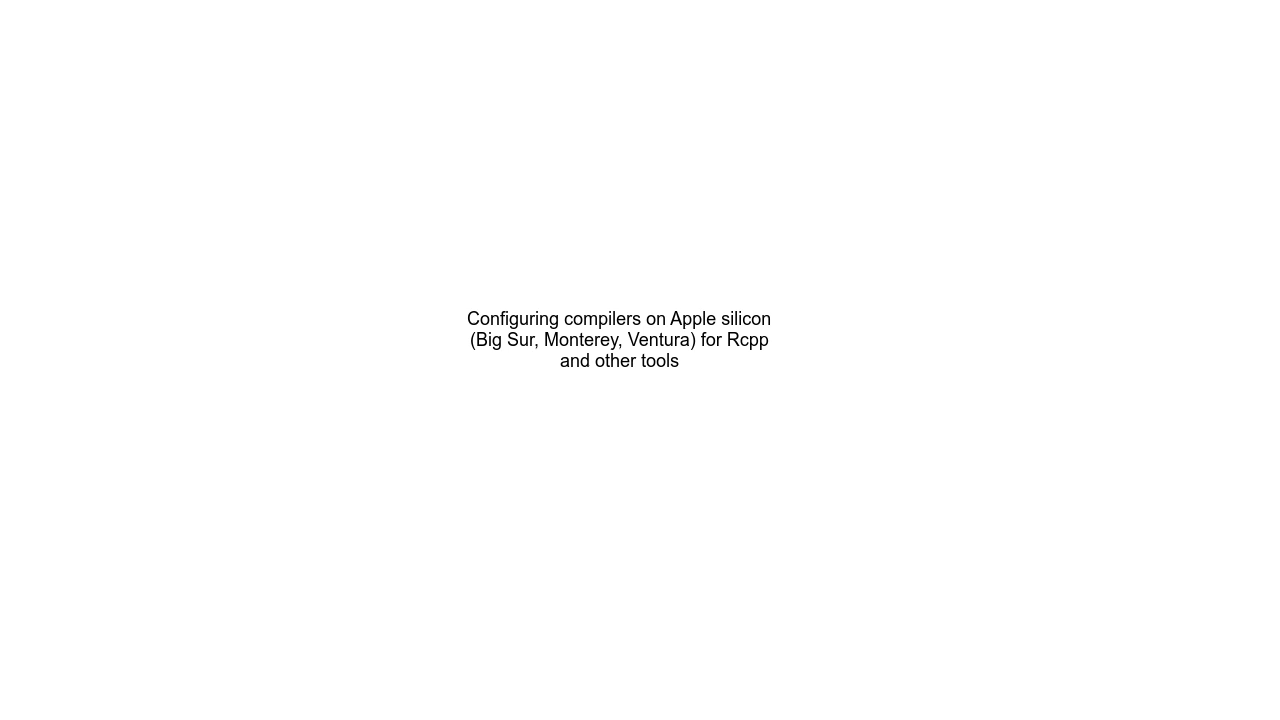 Configuring compilers on Apple silicon
(Big Sur, Monterey, Ventura) for Rcpp
and other tools